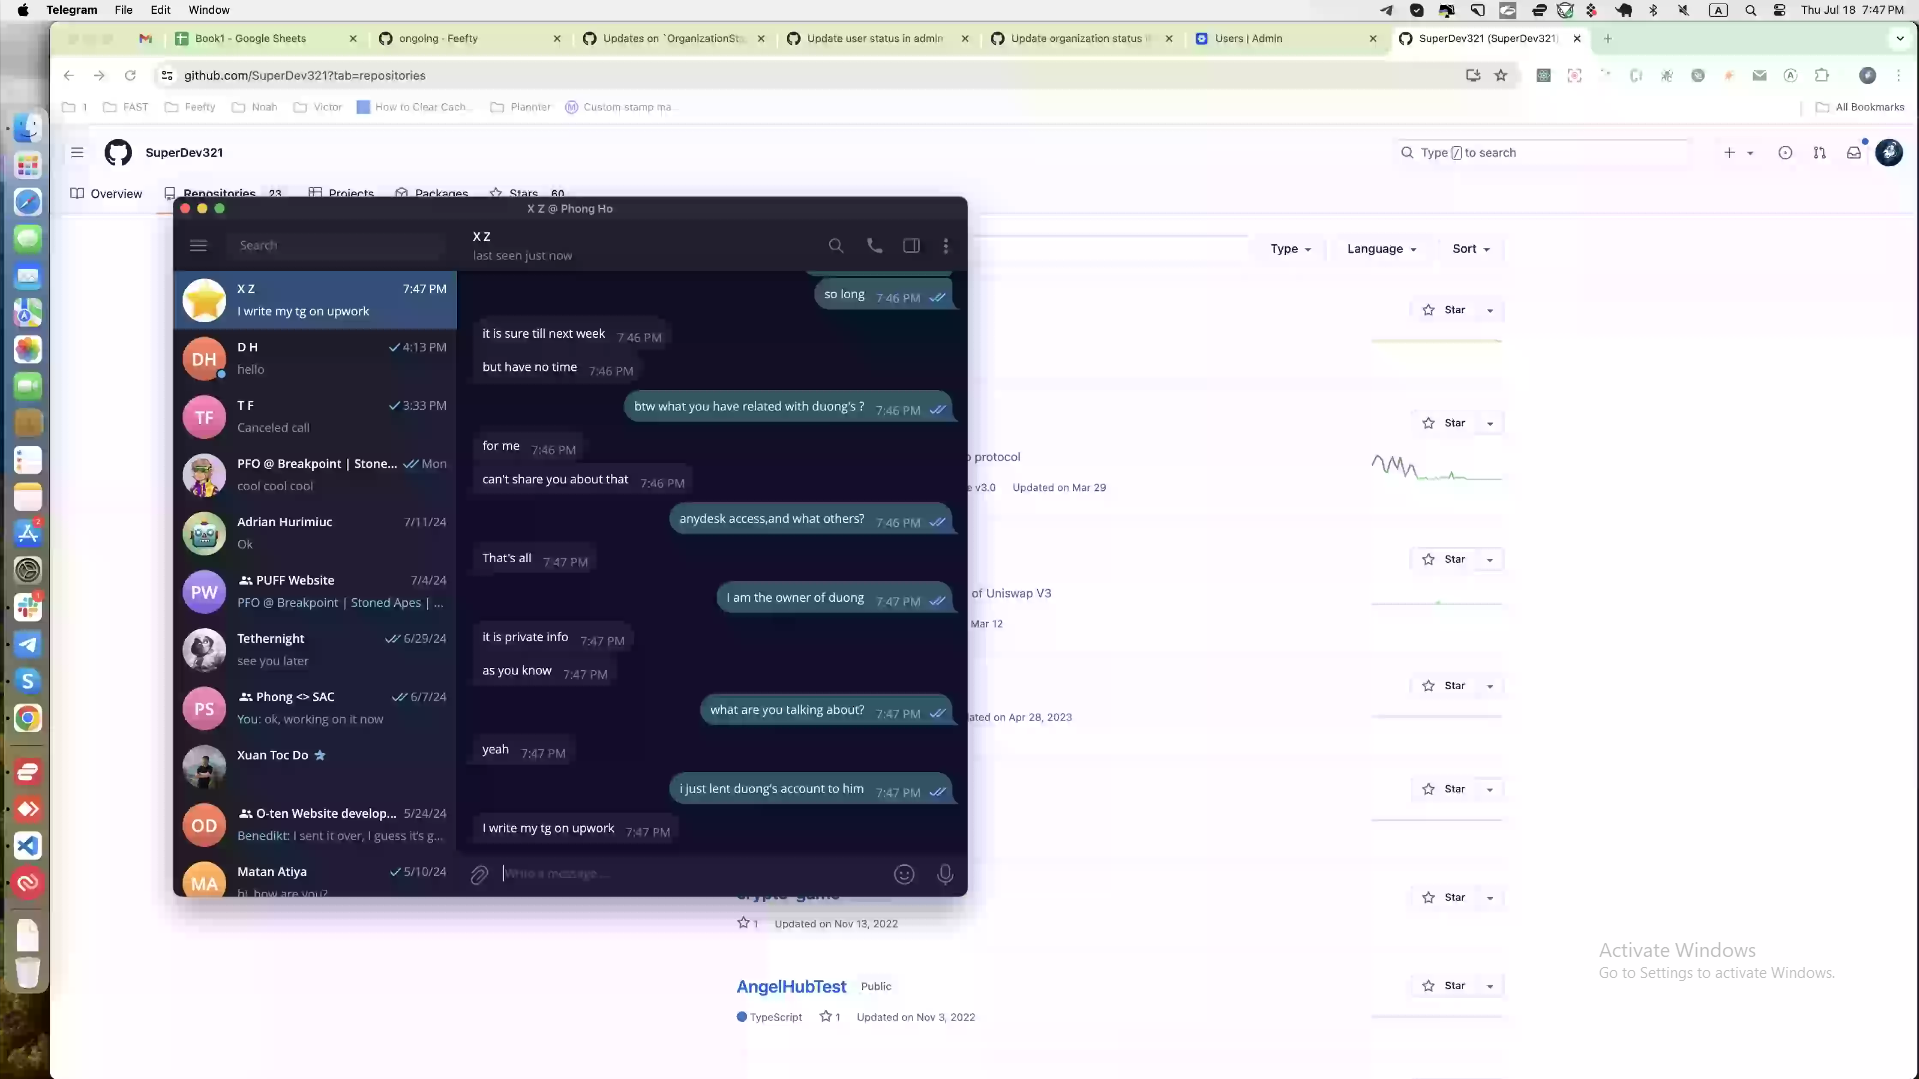 Telegram File Edit Window
A
Thu Jul 18 7:47 PM
Book1 - Google Sheets
ongoing - Feefty
Updates on `OrganizationSta
Update user status in admin
Update organization status
Users | Admin
SuperDev321 (SuperDev321)
github.com/SuperDev321?tab=repositories
1
FAST
Feefty
Noah
Victor
How to Clear Cach...
Plannter
Custom stamp ma...
All Bookmarks
SuperDev321
Type / to search
Overview
Repositories 23
Projects
Packages
Stars 60
X Z @ Phong Ho
Search
X Z
last seen just now
X Z 7:47 PM
I write my tg on upwork
DH
D H 4:13 PM
hello
TF
T F 3:33 PM
Canceled call
PFO @ Breakpoint | Stone... Mon
cool cool cool
Adrian Hurimiuc 7/11/24
Ok
PW
PUFF Website 7/4/24
PFO @ Breakpoint | Stoned Apes | ...
Tethernight 6/25/24
see you later
PS
Phong <> SAC 6/7/24
You: ok, working on it now
Xuan Toc Do
OD
O-ten Website develop... 5/24/24
Benedikt: I sent it over, I guess it's g...
MA
Matan Atiya 5/10/24
hi, how are you?
so long 7:46 PM
it is sure till next week 7:46 PM
but have no time 7:46 PM
btw what you have related with duong's ? 7:46 PM
for me 7:46 PM
can't share you about that 7:46 PM
anydesk access,and what others? 7:46 PM
That's all 7:47 PM
I am the owner of duong 7:47 PM
it is private info 7:47 PM
as you know 7:47 PM
what are you talking about? 7:47 PM
yeah 7:47 PM
i just lent duong's account to him 7:47 PM
I write my tg on upwork 7:47 PM
Write a message...
Type
Language
Sort
Star
Star
protocol
v3.0 Updated on Mar 29
Star
of Uniswap V3
Mar 12
Star
ated on Apr 28, 2023
Star
Star
crypto-game
1 Updated on Nov 13, 2022
AngelHubTest Public
Star
TypeScript 1 Updated on Nov 3, 2022
Activate Windows
Go to Settings to activate Windows.
2
1
S